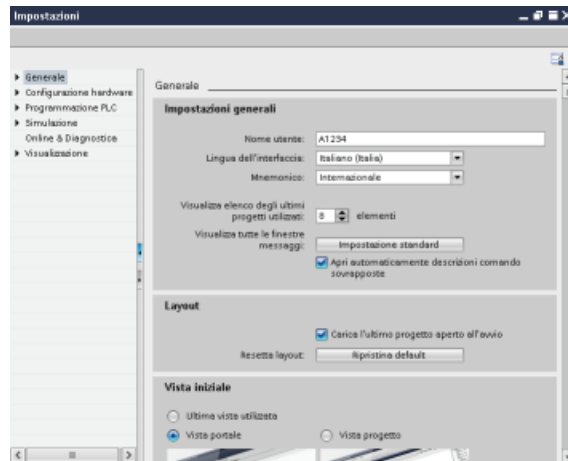 Impostazioni
Generale
Configurazione hardware
Programmazione PLC
Simulazione
Online & Diagnostica
Visualizzazione
Generale
Impostazioni generali
Nome utente: A1234
Lingua dell'interfaccia: Italiano (Italia)
Mnemonico: Internazionale
Visualizza elenco degli ultimi
progetti utilizzati: 8 elementi
Visualizza tutte le finestre
messaggi: Impostazione standard
Apri automaticamente descrizioni comando
sovrapposte
Layout
Carica l'ultimo progetto aperto all'avvio
Resetta layout: Ripristina default
Vista iniziale
Ultima vista utilizzata
Vista portale Vista progetto